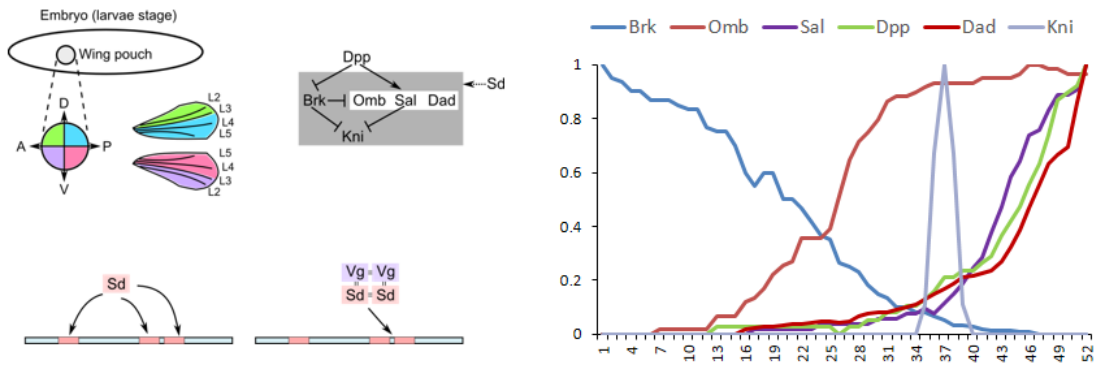 Embryo (larvae stage)
Wing pouch
D
A P
V
L2
L3
L4
L5
L5
L4
L3
L2
Dpp
Sd
Brk Omb Sal Dad
Kni
Sd
Vg Vg
Sd Sd
Brk Omb Sal Dpp Dad Kni
1
0.8
0.6
0.4
0.2
0
1 4 7 10 13 16 19 22 25 28 31 34 37 40 43 46 49 52